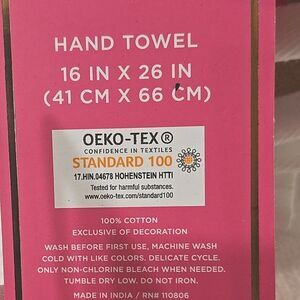 HAND TOWEL
16 IN X 26 IN
(41 CM X 66 CM)
OEKO-TEX®
CONFIDENCE IN TEXTILES
STANDARD 100
17.HIN.04678 HOHENSTEIN HTTI
Tested for harmful substances.
www.oeko-tex.com/standard100
100% COTTON
EXCLUSIVE OF DECORATION
WASH BEFORE FIRST USE, MACHINE WASH
COLD WITH LIKE COLORS. DELICATE CYCLE.
ONLY NON-CHLORINE BLEACH WHEN NEEDED.
TUMBLE DRY LOW. DO NOT IRON.
MADE IN INDIA / RN# 110806